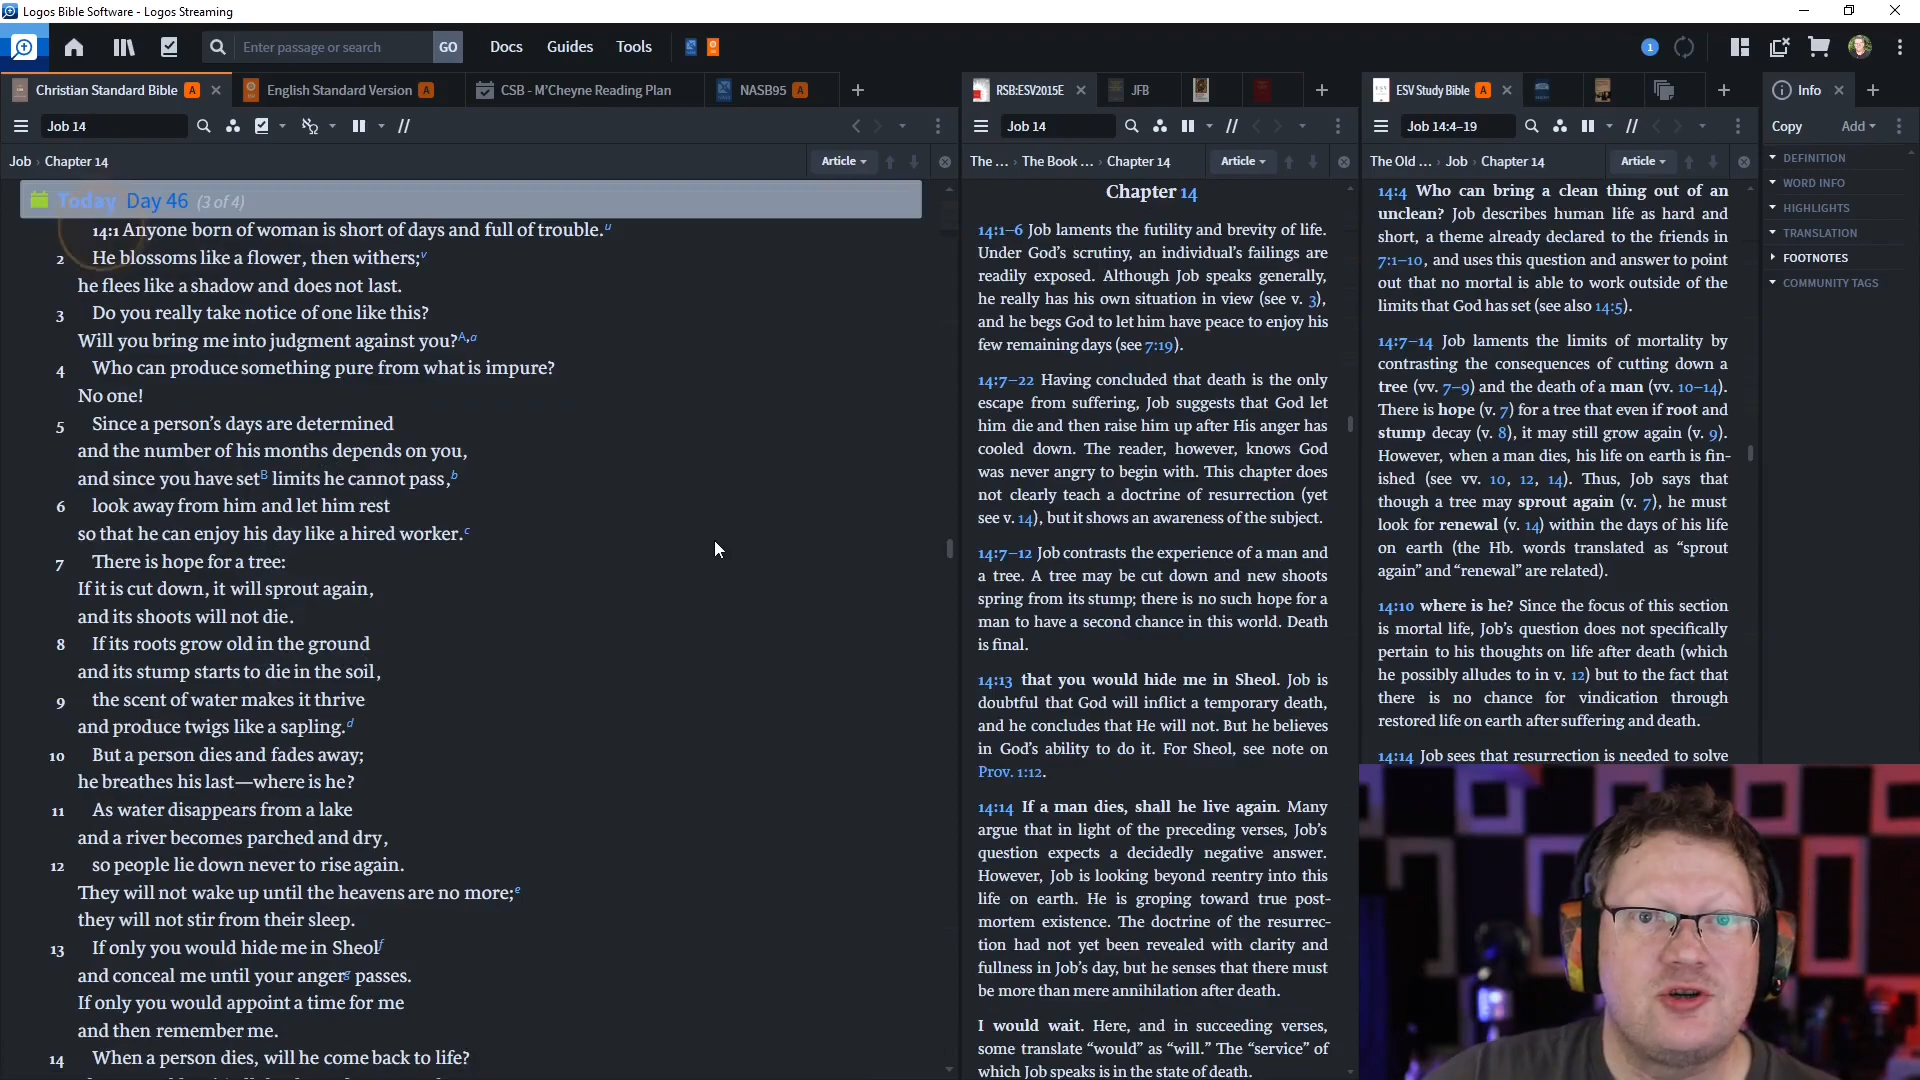 Logos Bible Software - Logos Streaming
Enter passage or search
GO
Docs
Guides
Tools
1
Christian Standard Bible A
English Standard Version A
CSB - M'Cheyne Reading Plan
NASB95 A
RSB:ESV2015E
JFB
ESV Study Bible A
Info
Job 14
Job 14
Job 14:4–19
Copy
Add
Job › Chapter 14
Article
The ... › The Book ... › Chapter 14
Article
The Old ... › Job › Chapter 14
Article
Today Day 46 (3 of 4)
14:1 Anyone born of woman is short of days and full of trouble.u
2 He blossoms like a flower, then withers;v
he flees like a shadow and does not last.
3 Do you really take notice of one like this?
Will you bring me into judgment against you?A,a
4 Who can produce something pure from what is impure?
No one!
5 Since a person’s days are determined
and the number of his months depends on you,
and since you have setB limits he cannot pass,b
6 look away from him and let him rest
so that he can enjoy his day like a hired worker.c
7 There is hope for a tree:
If it is cut down, it will sprout again,
and its shoots will not die.
8 If its roots grow old in the ground
and its stump starts to die in the soil,
9 the scent of water makes it thrive
and produce twigs like a sapling.d
10 But a person dies and fades away;
he breathes his last—where is he?
11 As water disappears from a lake
and a river becomes parched and dry,
12 so people lie down never to rise again.
They will not wake up until the heavens are no more;e
they will not stir from their sleep.
13 If only you would hide me in Sheolf
and conceal me until your angerg passes.
If only you would appoint a time for me
and then remember me.
14 When a person dies, will he come back to life?
Chapter 14
14:1–6 Job laments the futility and brevity of life.
Under God’s scrutiny, an individual’s failings are
readily exposed. Although Job speaks generally,
he really has his own situation in view (see v. 3),
and he begs God to let him have peace to enjoy his
few remaining days (see 7:19).
14:7–22 Having concluded that death is the only
escape from suffering, Job suggests that God let
him die and then raise him up after His anger has
cooled down. The reader, however, knows God
was never angry to begin with. This chapter does
not clearly teach a doctrine of resurrection (yet
see v. 14), but it shows an awareness of the subject.
14:7–12 Job contrasts the experience of a man and
a tree. A tree may be cut down and new shoots
spring from its stump; there is no such hope for a
man to have a second chance in this world. Death
is final.
14:13 that you would hide me in Sheol. Job is
doubtful that God will inflict a temporary death,
and he concludes that He will not. But he believes
in God’s ability to do it. For Sheol, see note on
Prov. 1:12.
14:14 If a man dies, shall he live again. Many
argue that in light of the preceding verses, Job’s
question expects a decidedly negative answer.
However, Job is looking beyond reentry into this
life on earth. He is groping toward true post-
mortem existence. The doctrine of the resurrec-
tion had not yet been revealed with clarity and
fullness in Job’s day, but he senses that there must
be more than mere annihilation after death.
I would wait. Here, and in succeeding verses,
some translate “would” as “will.” The “service” of
which Job speaks is in the state of death.
14:4 Who can bring a clean thing out of an
unclean? Job describes human life as hard and
short, a theme already declared to the friends in
7:1–10, and uses this question and answer to point
out that no mortal is able to work outside of the
limits that God has set (see also 14:5).
14:7–14 Job laments the limits of mortality by
contrasting the consequences of cutting down a
tree (vv. 7–9) and the death of a man (vv. 10–14).
There is hope (v. 7) for a tree that even if root and
stump decay (v. 8), it may still grow again (v. 9).
However, when a man dies, his life on earth is fin-
ished (see vv. 10, 12, 14). Thus, Job says that
though a tree may sprout again (v. 7), he must
look for renewal (v. 14) within the days of his life
on earth (the Hb. words translated as “sprout
again” and “renewal” are related).
14:10 where is he? Since the focus of this section
is mortal life, Job’s question does not specifically
pertain to his thoughts on life after death (which
he possibly alludes to in v. 12) but to the fact that
there is no chance for vindication through
restored life on earth after suffering and death.
14:14 Job sees that resurrection is needed to solve
DEFINITION
WORD INFO
HIGHLIGHTS
TRANSLATION
FOOTNOTES
COMMUNITY TAGS